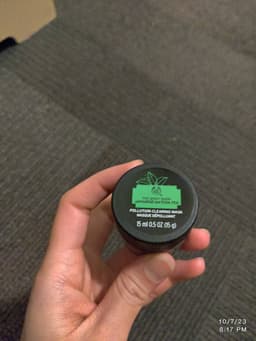 THE BODY SHOP
JAPANESE MATCHA TEA
POLLUTION CLEARING MASK
MASQUE DÉPOLLUANT
15 ml 0.5 OZ (15 g)
10/7/23
8:17 PM